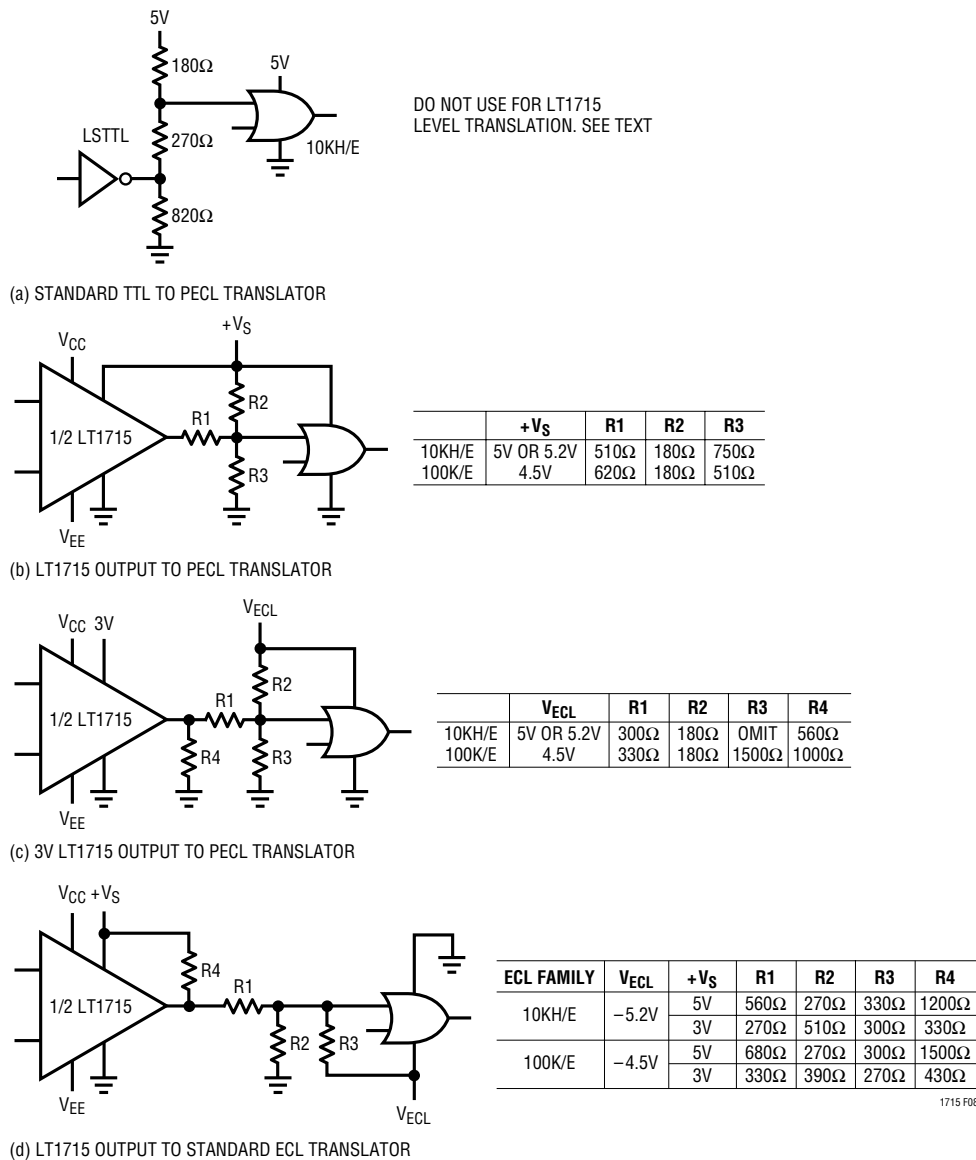 5V
180Ω
5V
LSTTL
270Ω
10KH/E
820Ω
DO NOT USE FOR LT1715
LEVEL TRANSLATION. SEE TEXT
(a) STANDARD TTL TO PECL TRANSLATOR
+VS
VCC
R1
R2
1/2 LT1715
R3
VEE
+VS R1 R2 R3
10KH/E 5V OR 5.2V 510Ω 180Ω 750Ω
100K/E 4.5V 620Ω 180Ω 510Ω
(b) LT1715 OUTPUT TO PECL TRANSLATOR
VECL
VCC 3V
R2
R1
1/2 LT1715
R4
R3
VEE
VECL R1 R2 R3 R4
10KH/E 5V OR 5.2V 300Ω 180Ω OMIT 560Ω
100K/E 4.5V 330Ω 180Ω 1500Ω 1000Ω
(c) 3V LT1715 OUTPUT TO PECL TRANSLATOR
VCC +VS
R4
R1
1/2 LT1715
R2
R3
VEE
VECL
ECL FAMILY VECL +VS R1 R2 R3 R4
10KH/E −5.2V 5V 560Ω 270Ω 330Ω 1200Ω
3V 270Ω 510Ω 300Ω 330Ω
100K/E −4.5V 5V 680Ω 270Ω 300Ω 1500Ω
3V 330Ω 390Ω 270Ω 430Ω
1715 F08
(d) LT1715 OUTPUT TO STANDARD ECL TRANSLATOR